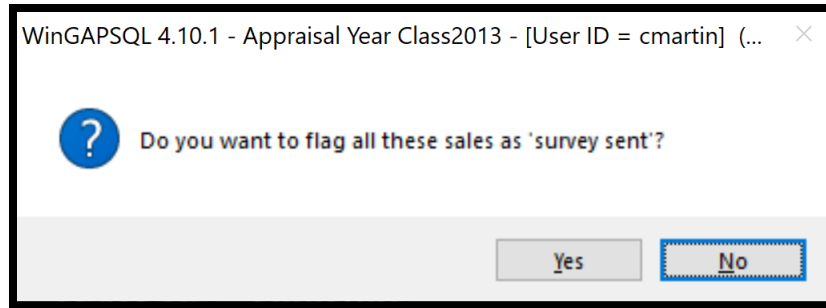 WinGAPSQL 4.10.1 - Appraisal Year Class2013 - [User ID = cmartin]  (...
Do you want to flag all these sales as 'survey sent'?
Yes No